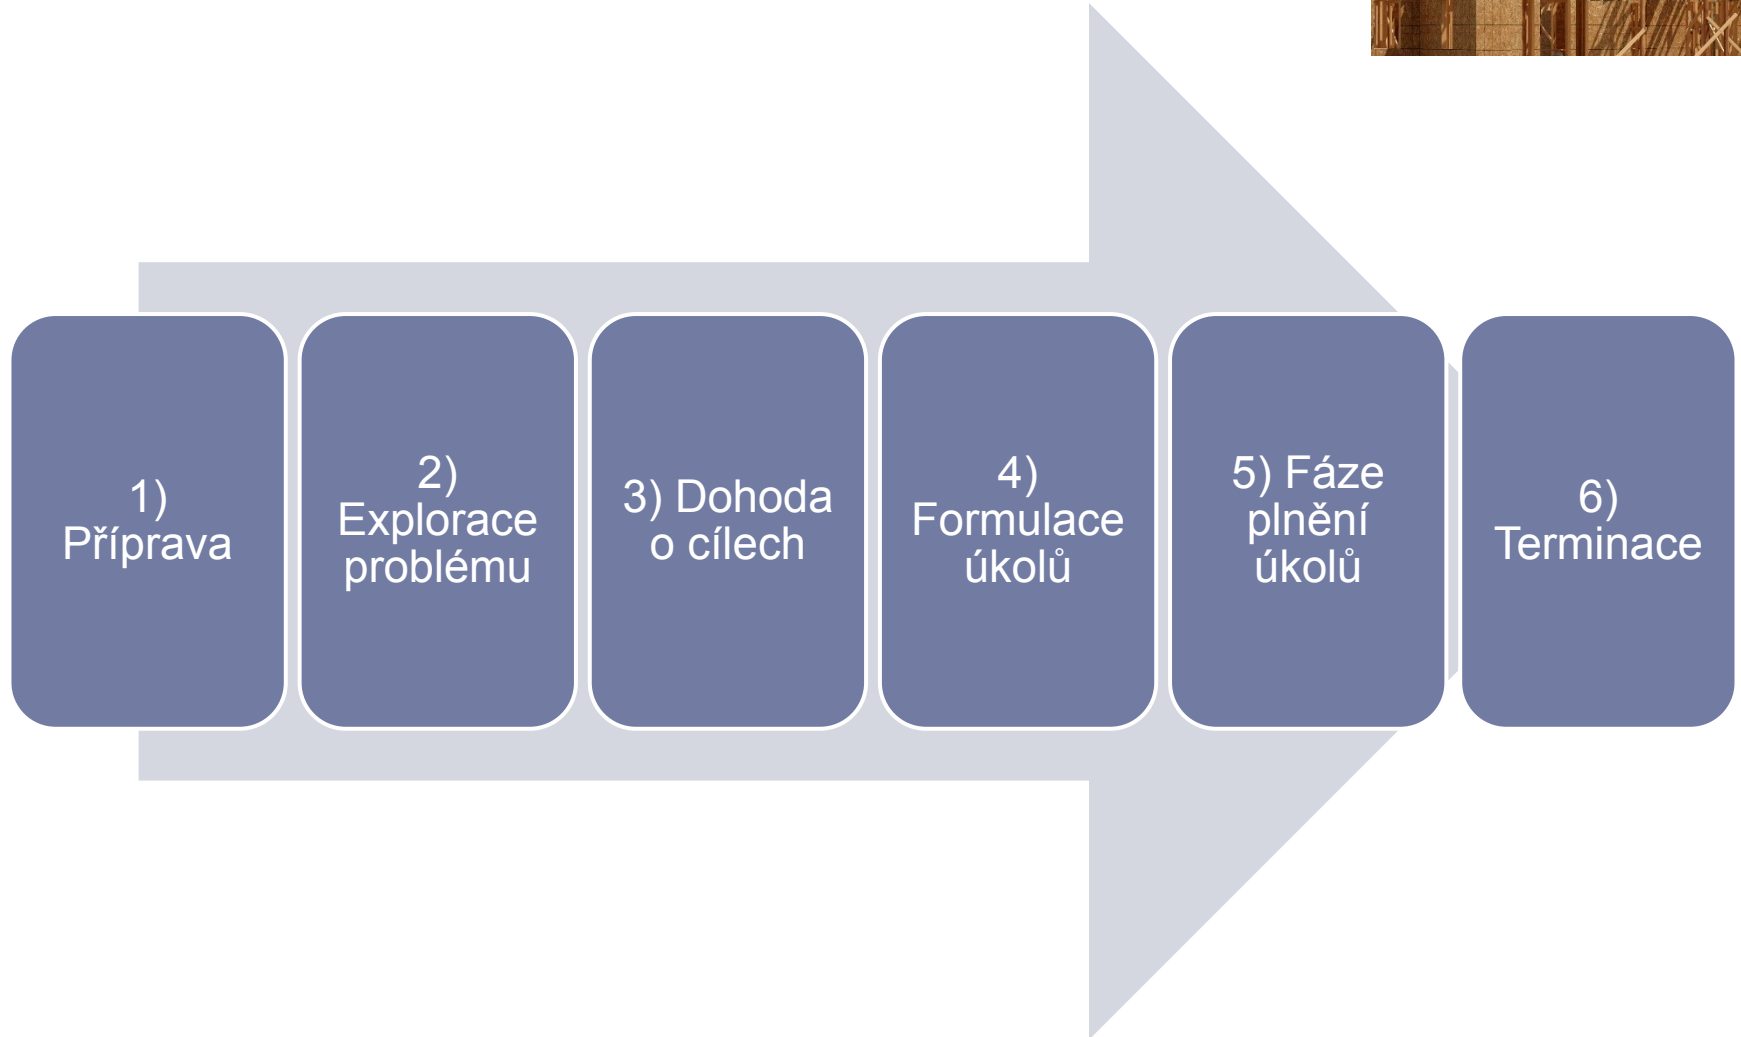 1)
Příprava
2)
Explorace
problému
3) Dohoda
o cílech
4)
Formulace
úkolů
5) Fáze
plnění
úkolů
6)
Terminace